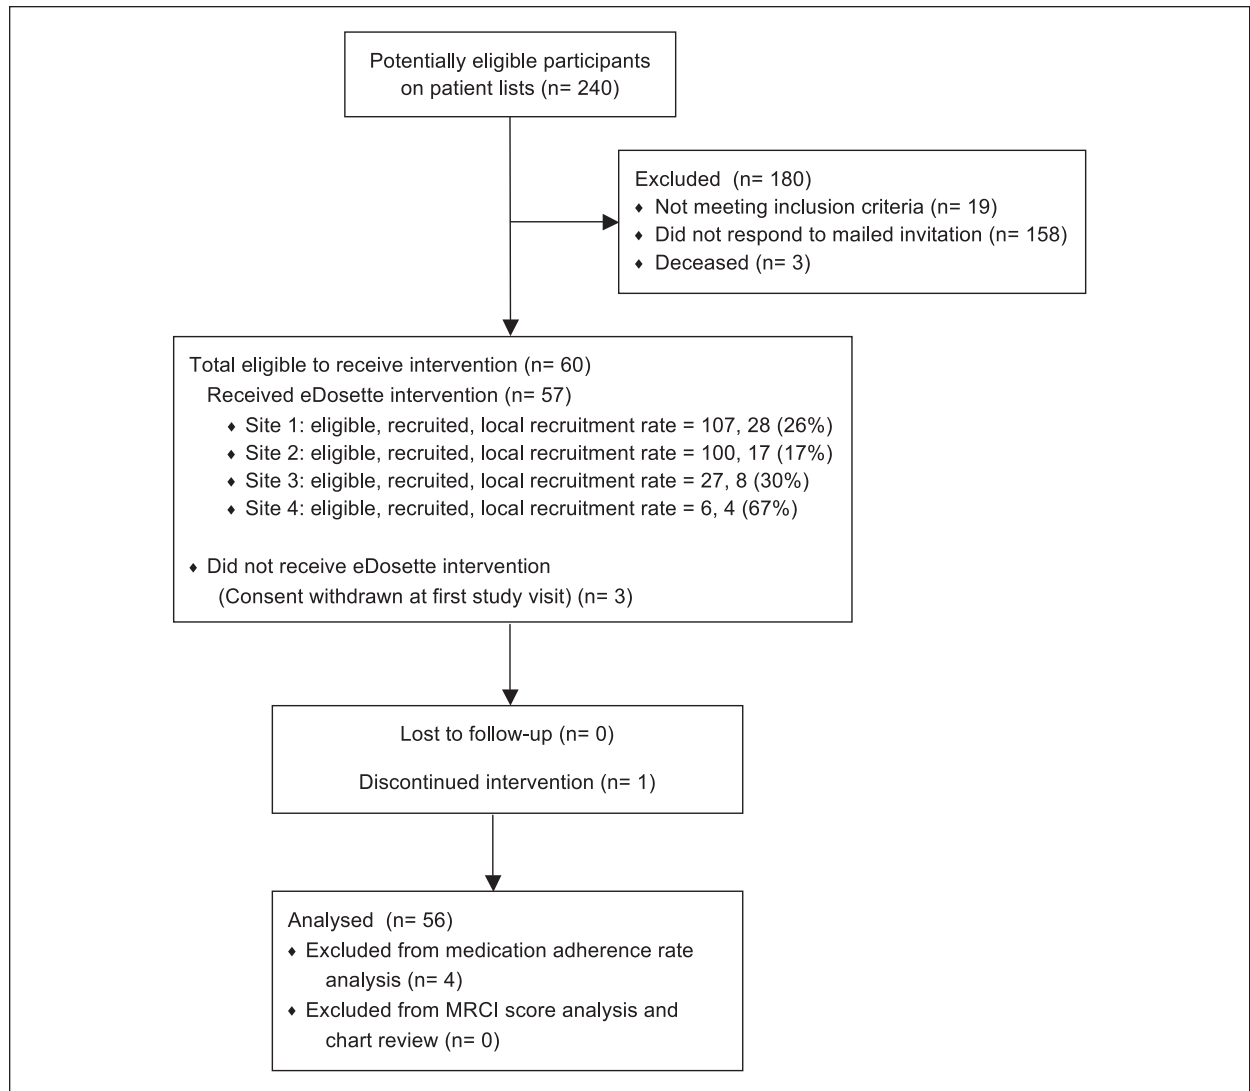 Potentially eligible participants
on patient lists (n= 240)
Excluded  (n= 180)
♦ Not meeting inclusion criteria (n= 19)
♦ Did not respond to mailed invitation (n= 158)
♦ Deceased (n= 3)
Total eligible to receive intervention (n= 60)
Received eDosette intervention (n= 57)
♦ Site 1: eligible, recruited, local recruitment rate = 107, 28 (26%)
♦ Site 2: eligible, recruited, local recruitment rate = 100, 17 (17%)
♦ Site 3: eligible, recruited, local recruitment rate = 27, 8 (30%)
♦ Site 4: eligible, recruited, local recruitment rate = 6, 4 (67%)
♦ Did not receive eDosette intervention
(Consent withdrawn at first study visit) (n= 3)
Lost to follow-up (n= 0)
Discontinued intervention (n= 1)
Analysed  (n= 56)
♦ Excluded from medication adherence rate
analysis (n= 4)
♦ Excluded from MRCI score analysis and
chart review (n= 0)